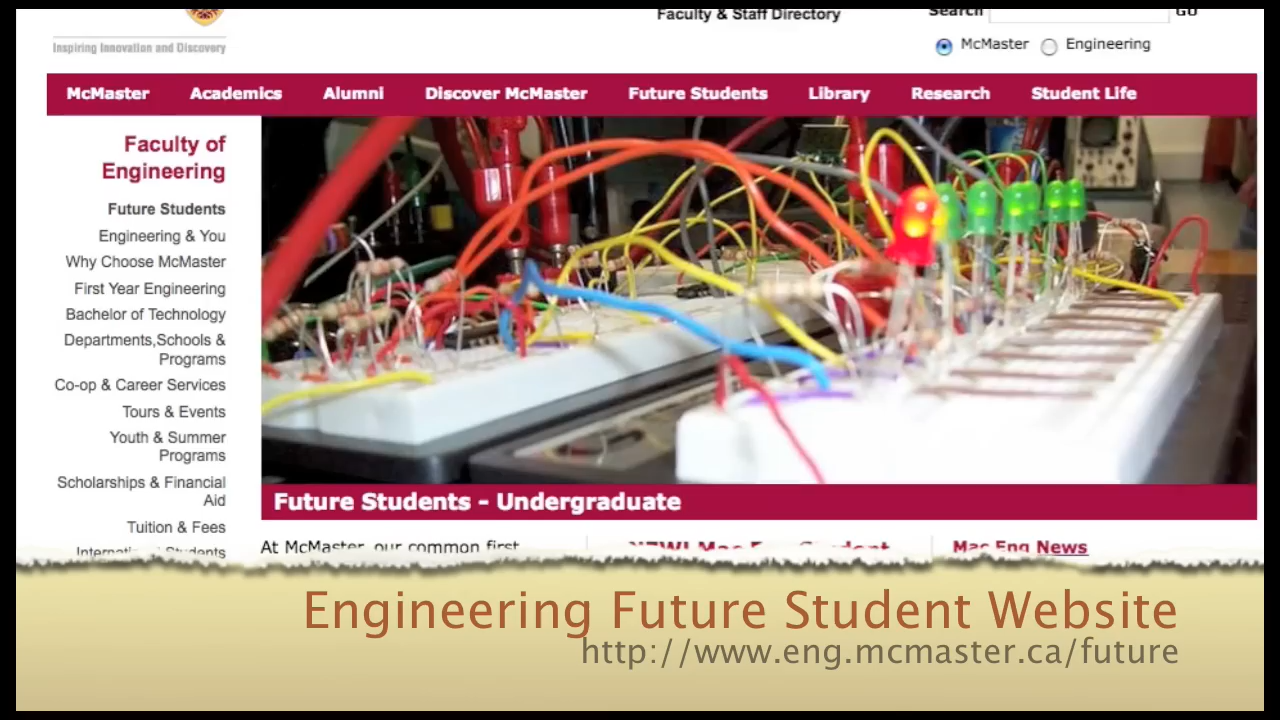 Faculty & Staff Directory
Search
GO
Inspiring Innovation and Discovery
McMaster
Engineering
McMaster Academics Alumni Discover McMaster Future Students Library Research Student Life
Faculty of
Engineering
Future Students
Engineering & You
Why Choose McMaster
First Year Engineering
Bachelor of Technology
Departments,Schools &
Programs
Co-op & Career Services
Tours & Events
Youth & Summer
Programs
Scholarships & Financial
Aid
Tuition & Fees
International Students
Future Students - Undergraduate
At McMaster, our common first
NEW! Mac Eng Student
Mac Eng News
Engineering Future Student Website
http://www.eng.mcmaster.ca/future